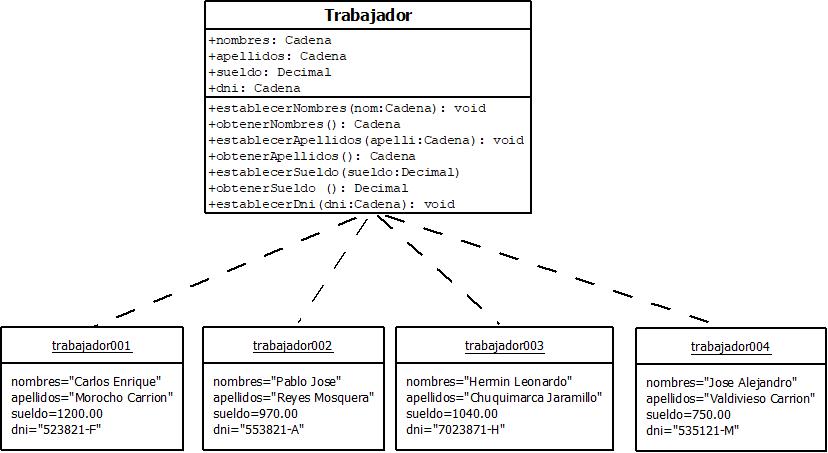 Trabajador
+nombres: Cadena
+apellidos: Cadena
+sueldo: Decimal
+dni: Cadena
+establecerNombres(nom:Cadena): void
+obtenerNombres(): Cadena
+establecerApellidos(apelli:Cadena): void
+obtenerApellidos(): Cadena
+establecerSueldo(sueldo:Decimal)
+obtenerSueldo (): Decimal
+establecerDni(dni:Cadena): void
trabajador001
nombres="Carlos Enrique"
apellidos="Morocho Carrion"
sueldo=1200.00
dni="523821-F"
trabajador002
nombres="Pablo Jose"
apellidos="Reyes Mosquera"
sueldo=970.00
dni="553821-A"
trabajador003
nombres="Hermin Leonardo"
apellidos="Chuquimarca Jaramillo"
sueldo=1040.00
dni="7023871-H"
trabajador004
nombres="Jose Alejandro"
apellidos="Valdivieso Carrion"
sueldo=750.00
dni="535121-M"